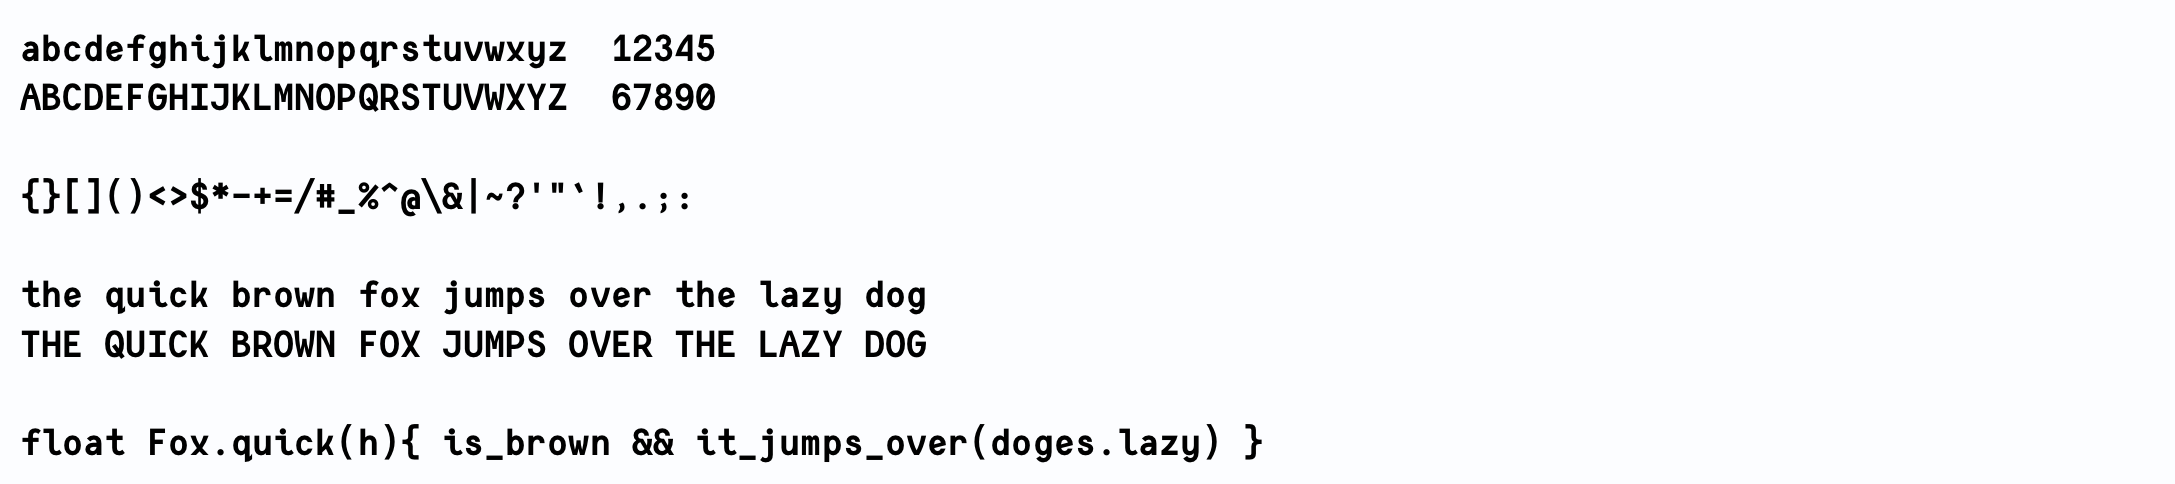 abcdefghijklmnopqrstuvwxyz  12345
ABCDEFGHIJKLMNOPQRSTUVWXYZ  67890
{}[]()<>$*-+=/#_%^@\&|~?'"`!,.;:
the quick brown fox jumps over the lazy dog
THE QUICK BROWN FOX JUMPS OVER THE LAZY DOG
float Fox.quick(h){ is_brown && it_jumps_over(doges.lazy) }